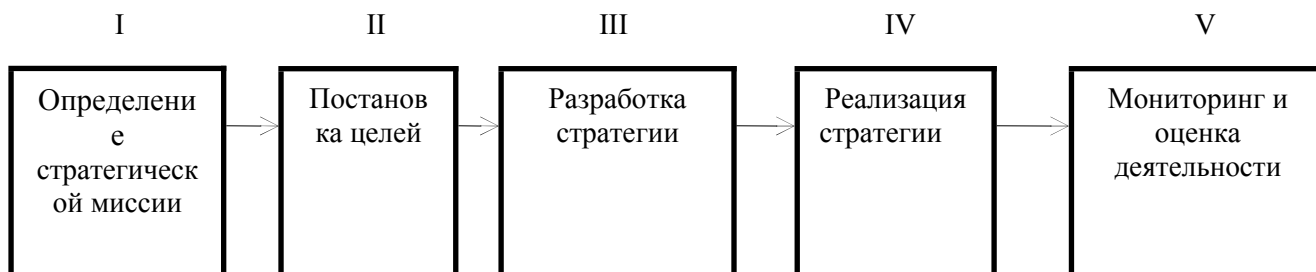 I II III IV V
Определени
е
стратегическ
ой миссии
Постанов
ка целей
Разработка
стратегии
Реализация
стратегии
Мониторинг и
оценка
деятельности